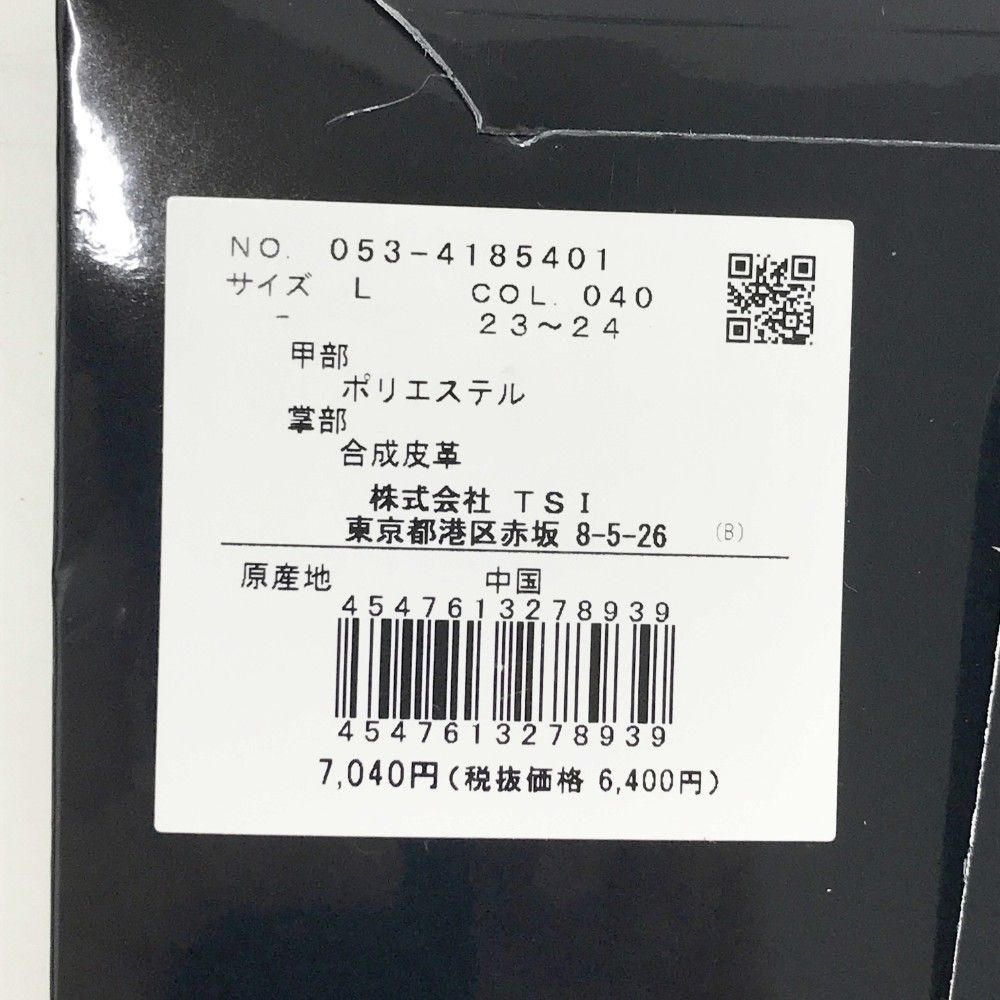 NO. 053-4185401
サイズ L COL. 040
- 23～24
甲部
ポリエステル
掌部
合成皮革
株式会社 TSI
東京都港区赤坂 8-5-26 (B)
原産地 中国
4547613278939
4547613278939
7,040円(税抜価格 6,400円)